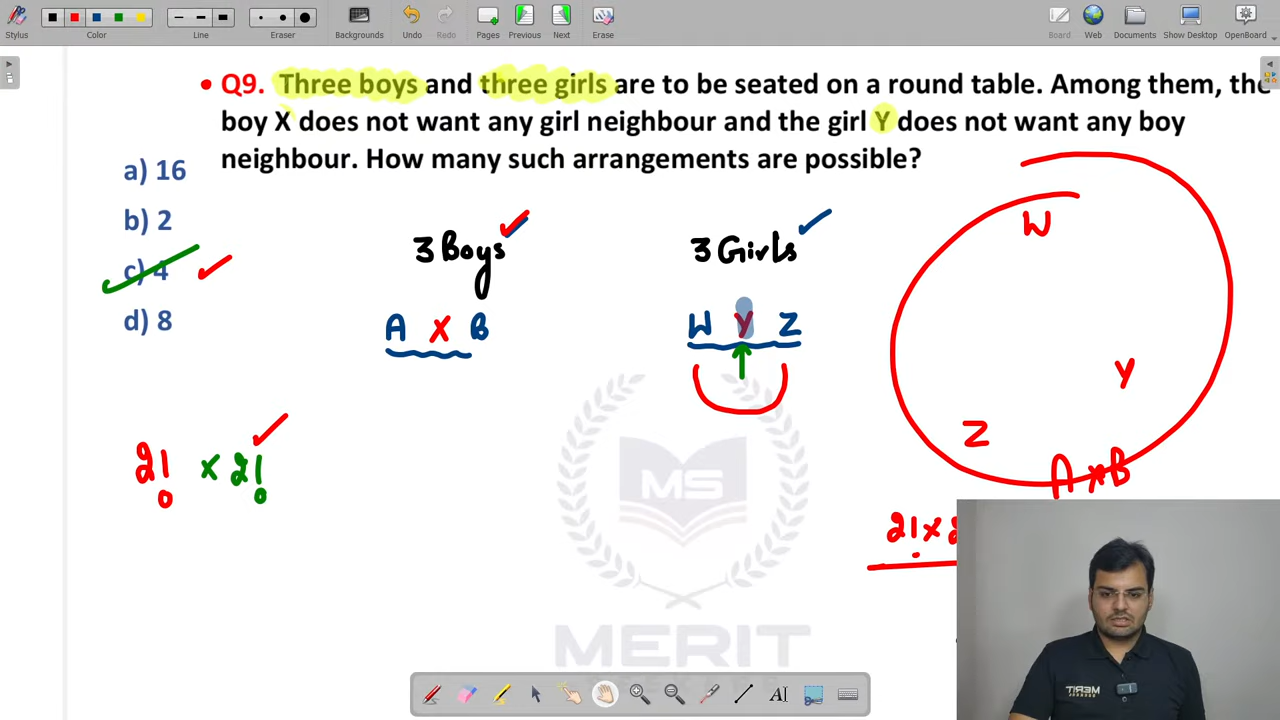 Stylus
Color
Line
Eraser
Backgrounds
Undo
Redo
Pages
Previous
Next
Erase
Board
Web
Documents
Show Desktop
OpenBoard
• Q9. Three boys and three girls are to be seated on a round table. Among them, the
boy X does not want any girl neighbour and the girl Y does not want any boy
neighbour. How many such arrangements are possible?
a) 16
b) 2
c) 4
d) 8
3 Boys
3 Girls
A X B
W Y Z
2! × 2!
W
Y
Z
A X B
2! ×
MS
MERIT
MERIT